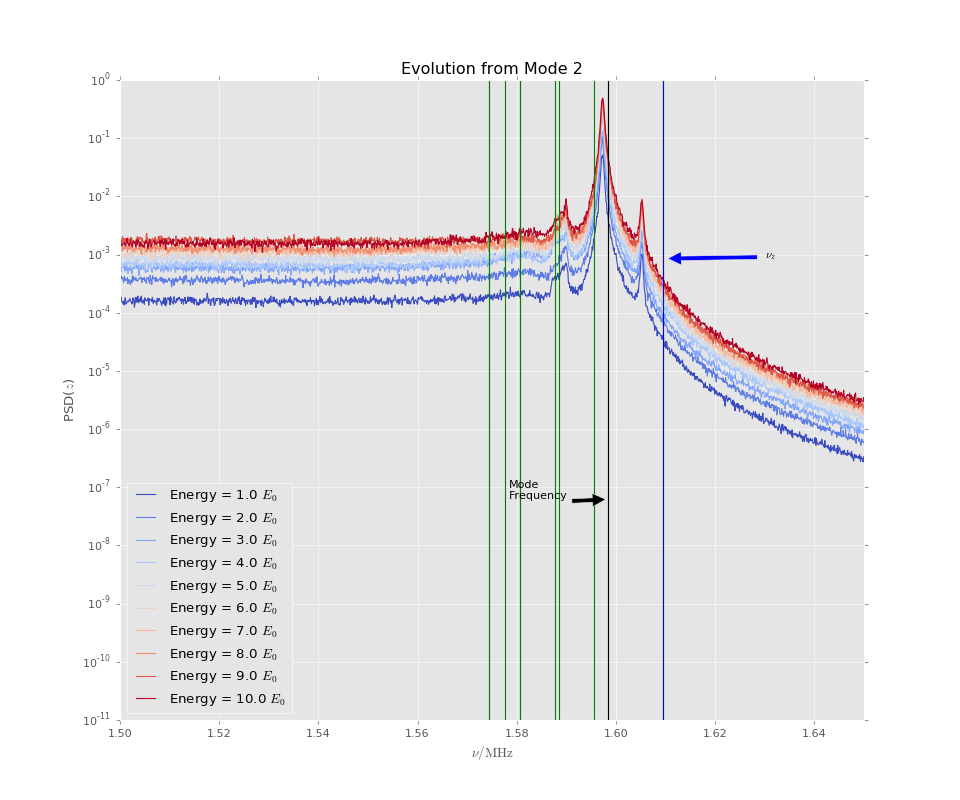 Evolution from Mode 2
10^0
10^-1
10^-2
10^-3
10^-4
10^-5
10^-6
10^-7
10^-8
10^-9
10^-10
10^-11
PSD(z)
ν_z
Mode
Frequency
Energy = 1.0 E_0
Energy = 2.0 E_0
Energy = 3.0 E_0
Energy = 4.0 E_0
Energy = 5.0 E_0
Energy = 6.0 E_0
Energy = 7.0 E_0
Energy = 8.0 E_0
Energy = 9.0 E_0
Energy = 10.0 E_0
1.50 1.52 1.54 1.56 1.58 1.60 1.62 1.64
ν/MHz